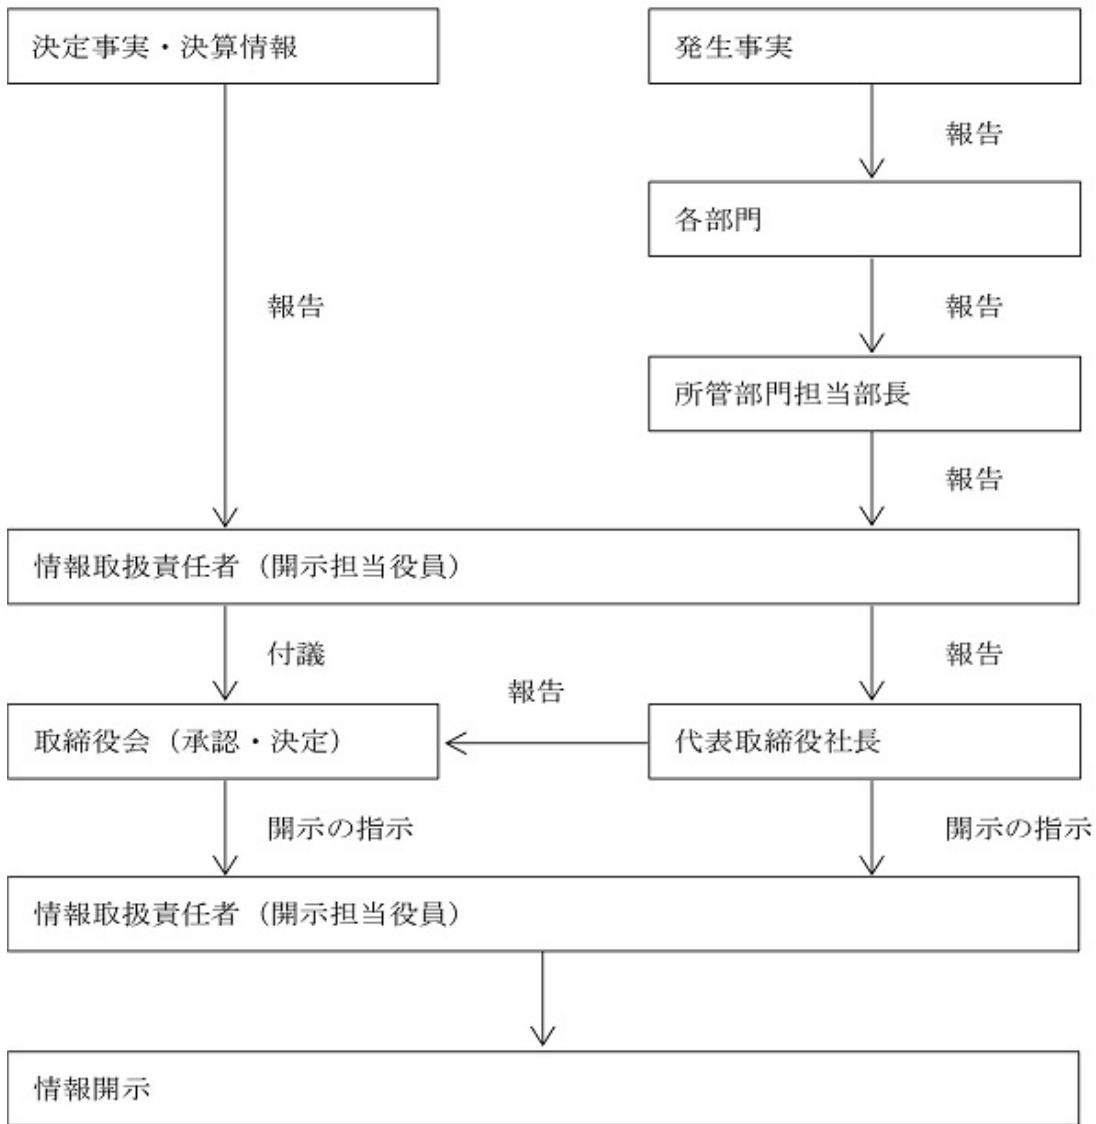 決定事実・決算情報
発生事実
報告
各部門
報告
報告
所管部門担当部長
報告
情報取扱責任者（開示担当役員）
付議
報告
報告
取締役会（承認・決定）
代表取締役社長
開示の指示
開示の指示
情報取扱責任者（開示担当役員）
情報開示